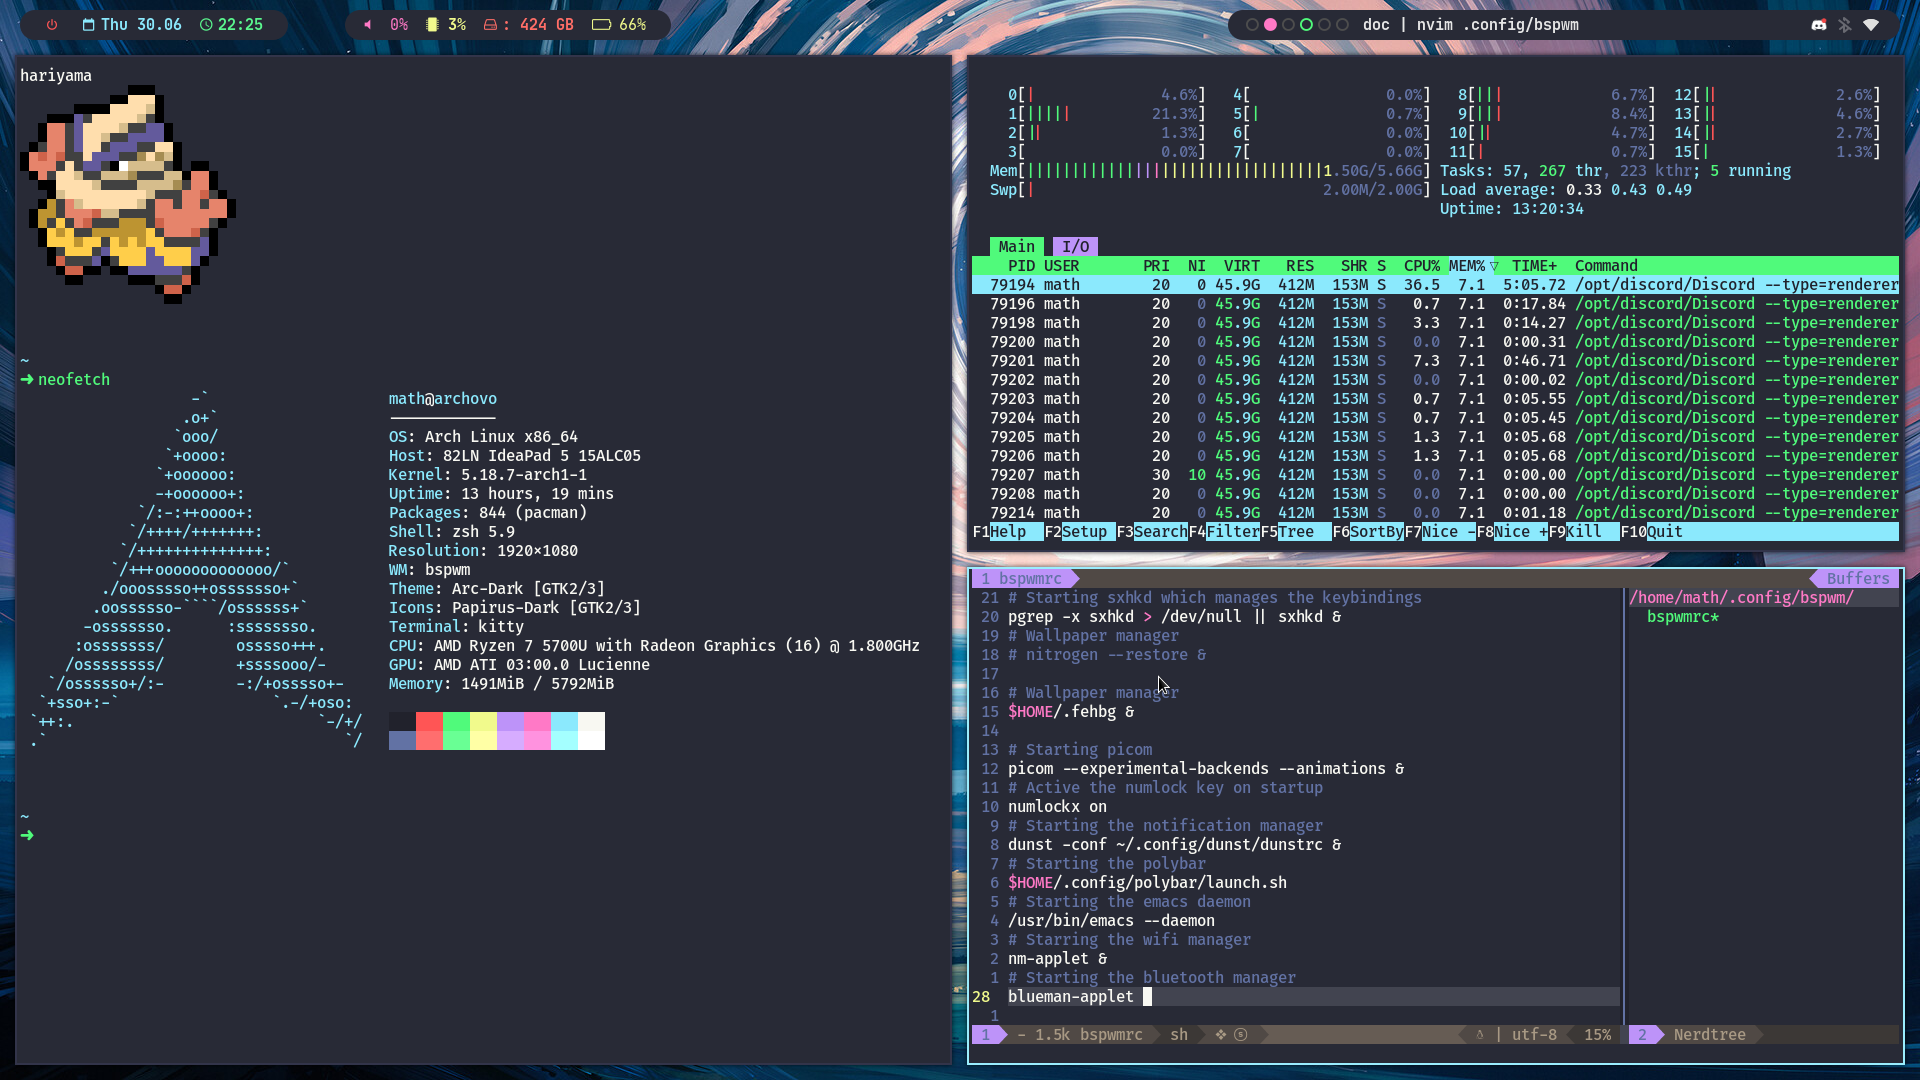 Thu 30.06 22:25 0% 3% : 424 GB 66% doc | nvim .config/bspwm
hariyama
~
➜ neofetch
-`
.o+`
`ooo/
`+oooo:
`+oooooo:
-+oooooo+:
`/:-:++oooo+:
`/++++/+++++++:
`/++++++++++++++:
`/+++ooooooooooooo/`
./ooosssso++osssssso+`
.oossssso-````/ossssss+`
-osssssso. :ssssssso.
:osssssss/ osssso+++.
/ossssssss/ +ssssooo/-
`/ossssso+/:- -:/+osssso+-
`+sso+:-` `.-/+oso:
`++:. `-/+/
.` `/
math@archovo
------------
OS: Arch Linux x86_64
Host: 82LN IdeaPad 5 15ALC05
Kernel: 5.18.7-arch1-1
Uptime: 13 hours, 19 mins
Packages: 844 (pacman)
Shell: zsh 5.9
Resolution: 1920×1080
WM: bspwm
Theme: Arc-Dark [GTK2/3]
Icons: Papirus-Dark [GTK2/3]
Terminal: kitty
CPU: AMD Ryzen 7 5700U with Radeon Graphics (16) @ 1.800GHz
GPU: AMD ATI 03:00.0 Lucienne
Memory: 1491MiB / 5792MiB
~
➜
0[| 4.6%] 4[ 0.0%] 8[||| 6.7%] 12[|| 2.6%]
1[||||| 21.3%] 5[| 0.7%] 9[||| 8.4%] 13[|| 4.6%]
2[|| 1.3%] 6[ 0.0%] 10[|| 4.7%] 14[|| 2.7%]
3[ 0.0%] 7[ 0.0%] 11[| 0.7%] 15[| 1.3%]
Mem[|||||||||||||||||||||||||||||||||1.50G/5.66G] Tasks: 57, 267 thr, 223 kthr; 5 running
Swp[| 2.00M/2.00G] Load average: 0.33 0.43 0.49
Uptime: 13:20:34
Main I/O
PID USER PRI NI VIRT RES SHR S CPU% MEM%▽ TIME+ Command
79194 math 20 0 45.9G 412M 153M S 36.5 7.1 5:05.72 /opt/discord/Discord --type=renderer
79196 math 20 0 45.9G 412M 153M S 0.7 7.1 0:17.84 /opt/discord/Discord --type=renderer
79198 math 20 0 45.9G 412M 153M S 3.3 7.1 0:14.27 /opt/discord/Discord --type=renderer
79200 math 20 0 45.9G 412M 153M S 0.0 7.1 0:00.31 /opt/discord/Discord --type=renderer
79201 math 20 0 45.9G 412M 153M S 7.3 7.1 0:46.71 /opt/discord/Discord --type=renderer
79202 math 20 0 45.9G 412M 153M S 0.0 7.1 0:00.02 /opt/discord/Discord --type=renderer
79203 math 20 0 45.9G 412M 153M S 0.7 7.1 0:05.55 /opt/discord/Discord --type=renderer
79204 math 20 0 45.9G 412M 153M S 0.7 7.1 0:05.45 /opt/discord/Discord --type=renderer
79205 math 20 0 45.9G 412M 153M S 1.3 7.1 0:05.68 /opt/discord/Discord --type=renderer
79206 math 20 0 45.9G 412M 153M S 1.3 7.1 0:05.68 /opt/discord/Discord --type=renderer
79207 math 30 10 45.9G 412M 153M S 0.0 7.1 0:00.00 /opt/discord/Discord --type=renderer
79208 math 20 0 45.9G 412M 153M S 0.0 7.1 0:00.00 /opt/discord/Discord --type=renderer
79214 math 20 0 45.9G 412M 153M S 0.0 7.1 0:01.18 /opt/discord/Discord --type=renderer
F1Help F2Setup F3SearchF4FilterF5Tree F6SortByF7Nice -F8Nice +F9Kill F10Quit
1 bspwmrc Buffers
21 # Starting sxhkd which manages the keybindings
20 pgrep -x sxhkd > /dev/null || sxhkd &
19 # Wallpaper manager
18 # nitrogen --restore &
17
16 # Wallpaper manager
15 $HOME/.fehbg &
14
13 # Starting picom
12 picom --experimental-backends --animations &
11 # Active the numlock key on startup
10 numlockx on
9 # Starting the notification manager
8 dunst -conf ~/.config/dunst/dunstrc &
7 # Starting the polybar
6 $HOME/.config/polybar/launch.sh
5 # Starting the emacs daemon
4 /usr/bin/emacs --daemon
3 # Starring the wifi manager
2 nm-applet &
1 # Starting the bluetooth manager
28 blueman-applet
1
/home/math/.config/bspwm/
bspwmrc*
1 - 1.5k bspwmrc sh ❖ ⓢ | utf-8 15% 2 Nerdtree